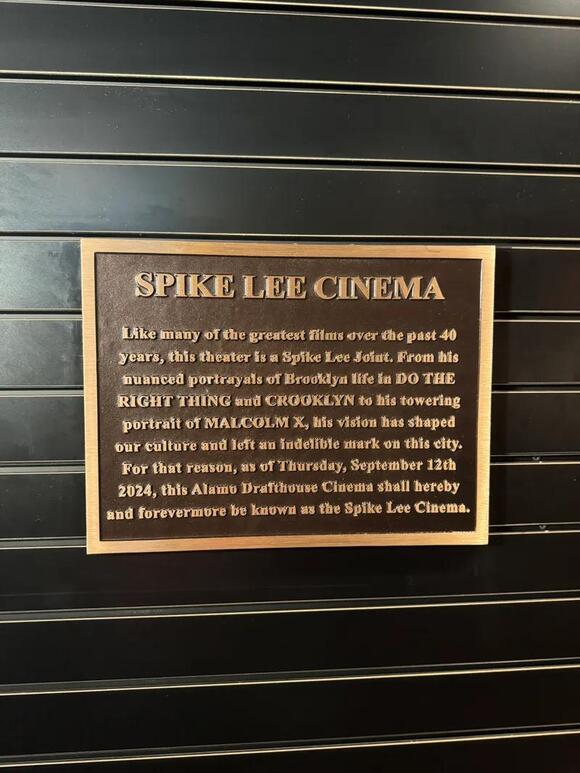 SPIKE LEE CINEMA
Like many of the greatest films over the past 40
years, this theater is a Spike Lee Joint. From his
nuanced portrayals of Brooklyn life in DO THE
RIGHT THING and CROOKLYN to his towering
portrait of MALCOLM X, his vision has shaped
our culture and left an indelible mark on this city.
For that reason, as of Thursday, September 12th
2024, this Alamo Drafthouse Cinema shall hereby
and forevermore be known as the Spike Lee Cinema.